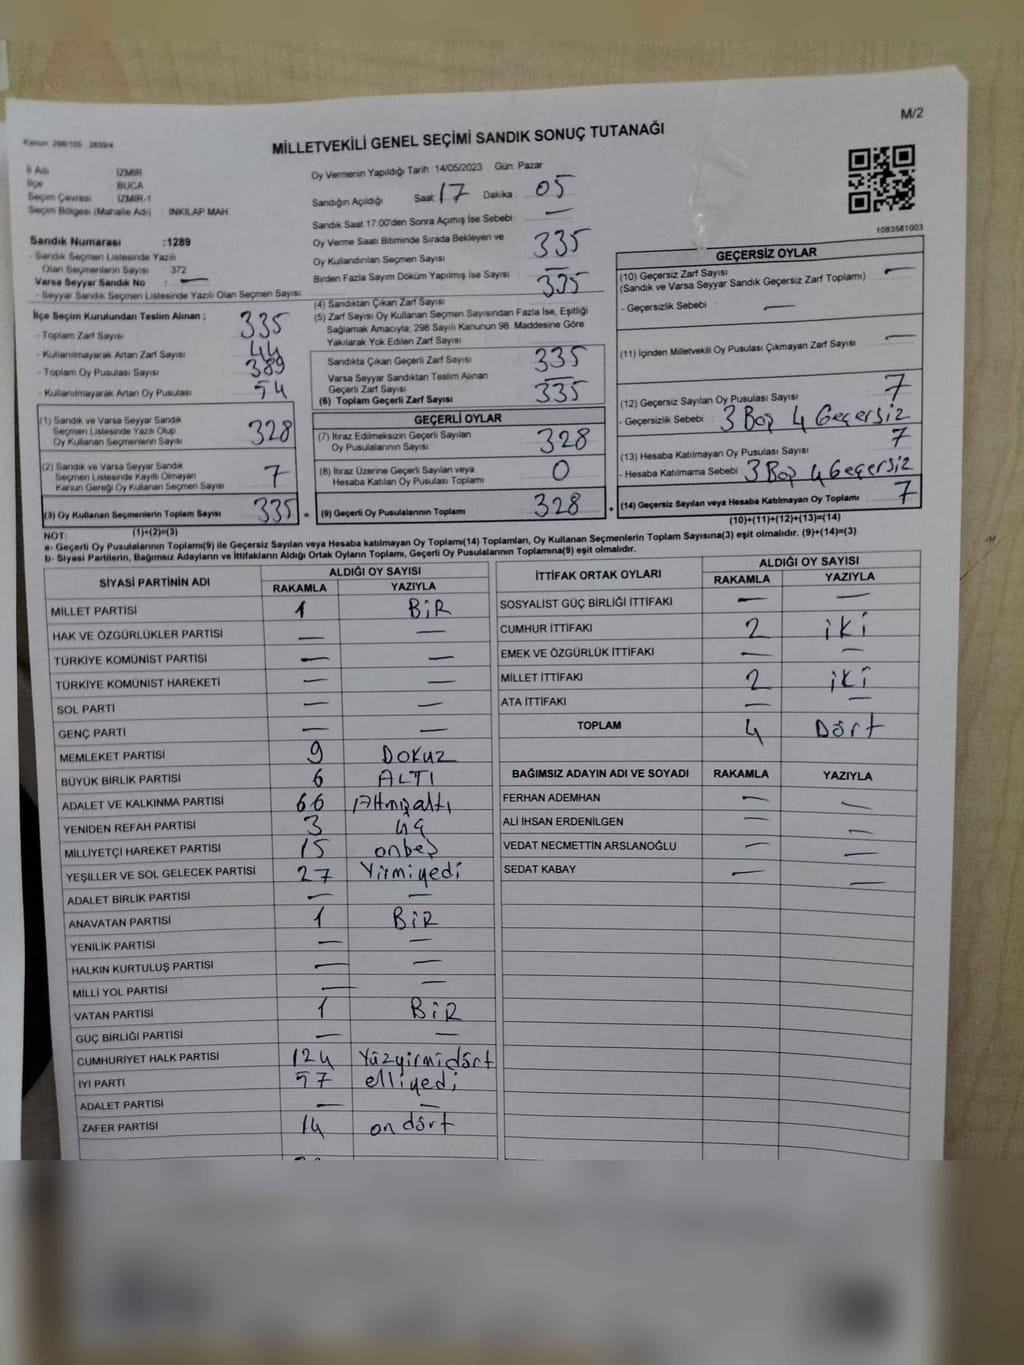 M/2
Kanun: 298/105 2839/4
MİLLETVEKİLİ GENEL SEÇİMİ SANDIK SONUÇ TUTANAĞI
İl Adı : İZMİR
İlçe : BUCA
Seçim Çevresi : İZMİR-1
Seçim Bölgesi (Mahalle Adı) : INKILAP MAH
Sandık Numarası :1289
- Sandık Seçmen Listesinde Yazılı
Olan Seçmenlerin Sayısı : 372
Varsa Seyyar Sandık No : —
- Seyyar Sandık Seçmen Listesinde Yazılı Olan Seçmen Sayısı:
İlçe Seçim Kurulundan Teslim Alınan ;
- Toplam Zarf Sayısı 335
- Kullanılmayarak Artan Zarf Sayısı 44
- Toplam Oy Pusulası Sayısı 389
- Kullanılmayarak Artan Oy Pusulası 54
(1) Sandık ve Varsa Seyyar Sandık
Seçmen Listesinde Yazılı Olup
Oy Kullanan Seçmenlerin Sayısı 328
(2) Sandık ve Varsa Seyyar Sandık
Seçmen Listesinde Kayıtlı Olmayan
Kanun Gereği Oy Kullanan Seçmen Sayısı 7
(3) Oy Kullanan Seçmenlerin Toplam Sayısı 335 =
(1)+(2)=(3)
Oy Vermenin Yapıldığı Tarih :14/05/2023 Gün: Pazar
Sandığın Açıldığı Saat: 17 Dakika : 05
Sandık Saat 17:00'den Sonra Açımış İse Sebebi : —
Oy Verme Saati Bitiminde Sırada Bekleyen ve
Oy Kullandırılan Seçmen Sayısı 335
Birden Fazla Sayım Döküm Yapılmış İse Sayısı : —
(4) Sandıktan Çıkan Zarf Sayısı 335
(5) Zarf Sayısı Oy Kullanan Seçmen Sayısından Fazla İse, Eşitliği
Sağlamak Amacıyla; 298 Sayılı Kanunun 98. Maddesine Göre
Yakılarak Yok Edilen Zarf Sayısı
Sandıkta Çıkan Geçerli Zarf Sayısı 335
Varsa Seyyar Sandıktan Teslim Alınan
Geçerli Zarf Sayısı —
(6) Toplam Geçerli Zarf Sayısı 335
GEÇERLİ OYLAR
(7) İtiraz Edilmeksizin Geçerli Sayılan
Oy Pusulalarının Sayısı 328
(8) İtiraz Üzerine Geçerli Sayılan veya
Hesaba Katılan Oy Pusulası Toplamı 0
(9) Geçerli Oy Pusulalarının Toplamı 328 +
1083561003
GEÇERSİZ OYLAR
(10) Geçersiz Zarf Sayısı —
(Sandık ve Varsa Seyyar Sandık Geçersiz Zarf Toplamı)
- Geçersizlik Sebebi : —
(11) İçinden Milletvekili Oy Pusulası Çıkmayan Zarf Sayısı —
(12) Geçersiz Sayılan Oy Pusulası Sayısı 7
- Geçersizlik Sebebi : 3 Boş 4 Geçersiz
(13) Hesaba Katılmayan Oy Pusulası Sayısı 7
- Hesaba Katılmama Sebebi : 3 Boş 4 Geçersiz
(14) Geçersiz Sayılan veya Hesaba Katılmayan Oy Toplamı 7
(10)+(11)+(12)+(13)=(14)
NOT:
a- Geçerli Oy Pusulalarının Toplamı(9) ile Geçersiz Sayılan veya Hesaba katılmayan Oy Toplamı(14) Toplamları, Oy Kullanan Seçmenlerin Toplam Sayısına(3) eşit olmalıdır. (9)+(14)=(3)
b- Siyasi Partilerin, Bağımsız Adayların ve İttifakların Aldığı Ortak Oyların Toplamı, Geçerli Oy Pusulalarının Toplamına(9) eşit olmalıdır.
SİYASİ PARTİNİN ADI ALDIĞI OY SAYISI
RAKAMLA YAZIYLA
MİLLET PARTİSİ 1 BİR
HAK VE ÖZGÜRLÜKLER PARTİSİ — —
TÜRKİYE KOMÜNİST PARTİSİ — —
TÜRKİYE KOMÜNİST HAREKETİ — —
SOL PARTİ — —
GENÇ PARTİ — —
MEMLEKET PARTİSİ 9 DOKUZ
BÜYÜK BİRLİK PARTİSİ 6 ALTI
ADALET VE KALKINMA PARTİSİ 66 Altmışaltı
YENİDEN REFAH PARTİSİ 3 üç
MİLLİYETÇİ HAREKET PARTİSİ 15 onbeş
YEŞİLLER VE SOL GELECEK PARTİSİ 27 Yirmiyedi
ADALET BİRLİK PARTİSİ — —
ANAVATAN PARTİSİ 1 BİR
YENİLİK PARTİSİ — —
HALKIN KURTULUŞ PARTİSİ — —
MİLLİ YOL PARTİSİ — —
VATAN PARTİSİ 1 BİR
GÜÇ BİRLİĞİ PARTİSİ — —
CUMHURİYET HALK PARTİSİ 124 Yüzyirmidört
İYİ PARTİ 57 elliyedi
ADALET PARTİSİ — —
ZAFER PARTİSİ 14 on dört
İTTİFAK ORTAK OYLARI ALDIĞI OY SAYISI
RAKAMLA YAZIYLA
SOSYALİST GÜÇ BİRLİĞİ İTTİFAKI — —
CUMHUR İTTİFAKI 2 iKİ
EMEK VE ÖZGÜRLÜK İTTİFAKI — —
MİLLET İTTİFAKI 2 iKİ
ATA İTTİFAKI — —
TOPLAM 4 Dört
BAĞIMSIZ ADAYIN ADI VE SOYADI RAKAMLA YAZIYLA
FERHAN ADEMHAN — —
ALİ İHSAN ERDENİLGEN — —
VEDAT NECMETTİN ARSLANOĞLU — —
SEDAT KABAY — —